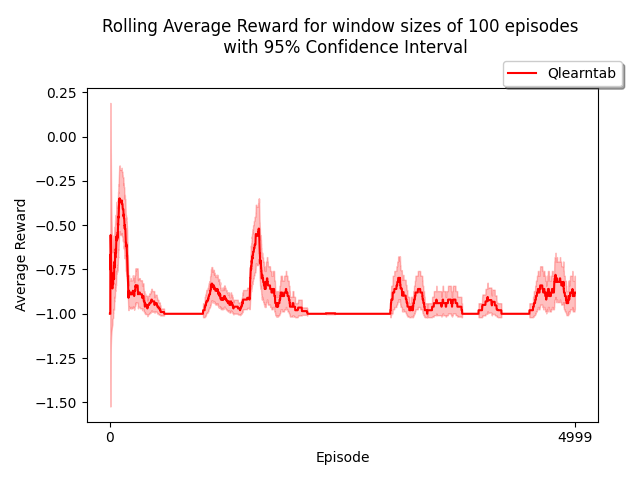 Rolling Average Reward for window sizes of 100 episodes
with 95% Confidence Interval
Qlearntab
0.25
0.00
−0.25
−0.50
−0.75
−1.00
−1.25
−1.50
Average Reward
0
4999
Episode